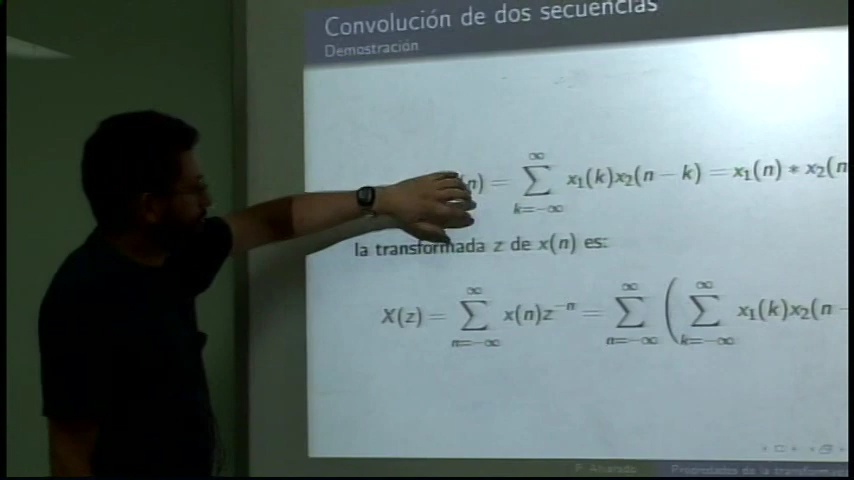 Convolución de dos secuencias
Demostración
(n) = ∑_{k=-∞}^{∞} x₁(k)x₂(n − k) = x₁(n) ∗ x₂(n
la transformada z de x(n) es:
X(z) = ∑_{n=-∞}^{∞} x(n)z⁻ⁿ = ∑_{n=-∞}^{∞} ( ∑_{k=-∞}^{∞} x₁(k)x₂(n −
P. Alvarado Propiedades de la transformada